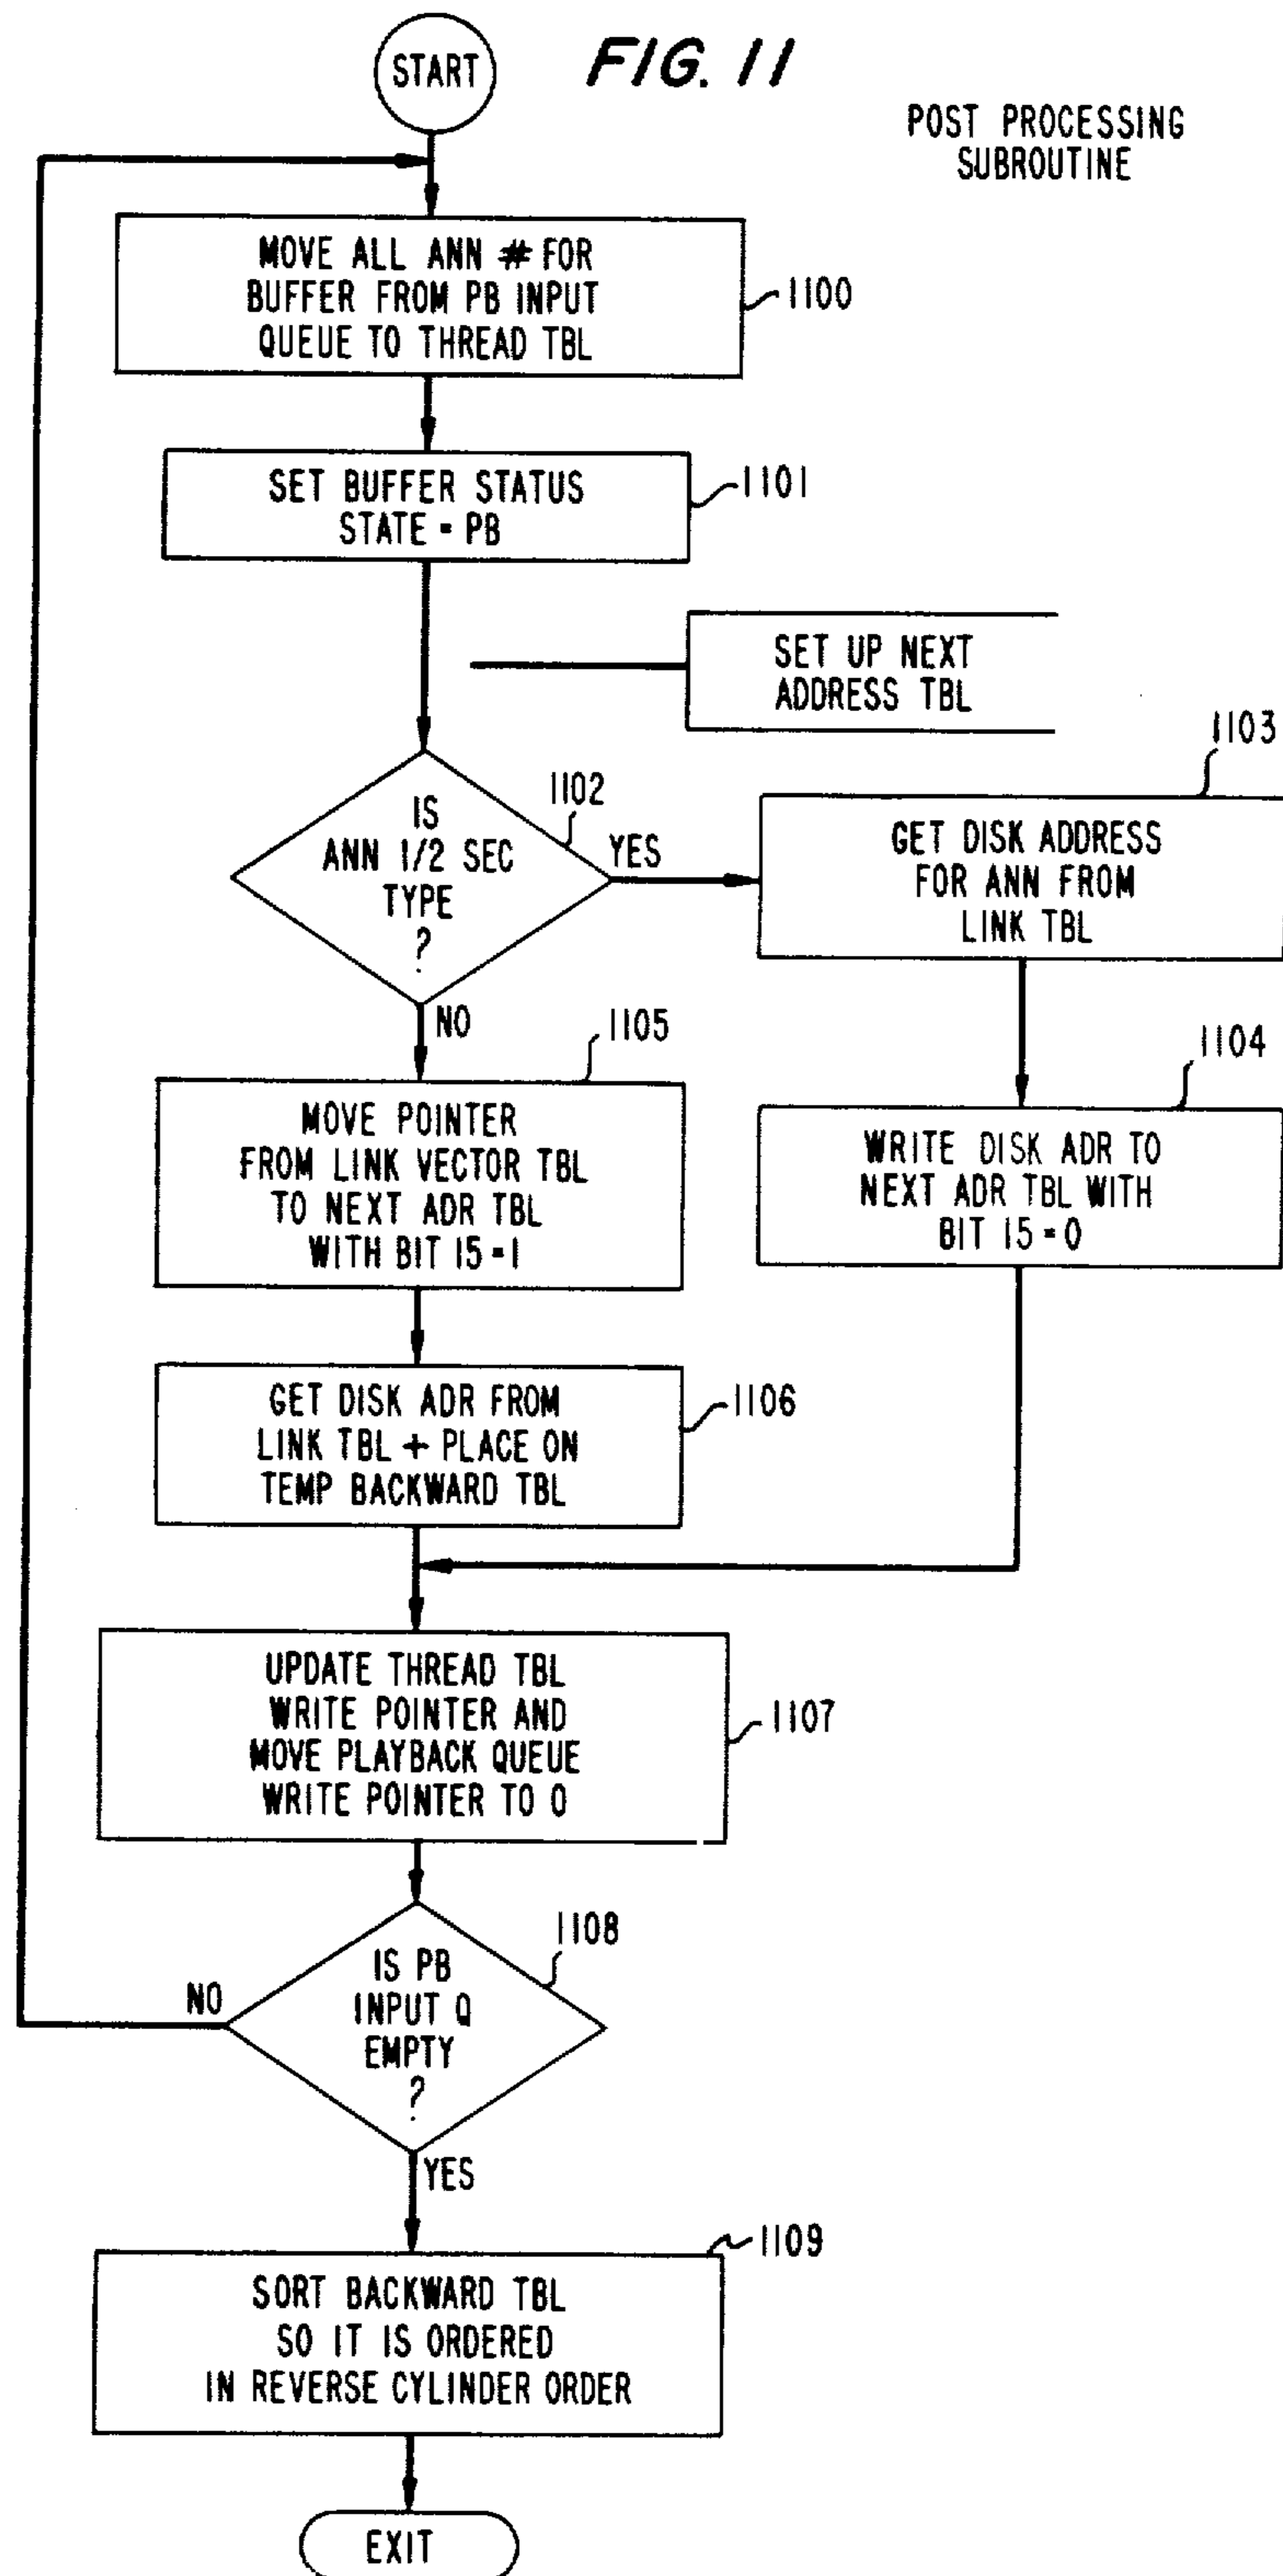 START
FIG. 11
POST PROCESSING
SUBROUTINE
MOVE ALL ANN # FOR
BUFFER FROM PB INPUT
QUEUE TO THREAD TBL
1100
SET BUFFER STATUS
STATE = PB
1101
SET UP NEXT
ADDRESS TBL
IS
ANN 1/2 SEC
TYPE
?
1102
YES
NO
GET DISK ADDRESS
FOR ANN FROM
LINK TBL
1103
WRITE DISK ADR TO
NEXT ADR TBL WITH
BIT 15 = 0
1104
MOVE POINTER
FROM LINK VECTOR TBL
TO NEXT ADR TBL
WITH BIT 15 = 1
1105
GET DISK ADR FROM
LINK TBL + PLACE ON
TEMP BACKWARD TBL
1106
UPDATE THREAD TBL
WRITE POINTER AND
MOVE PLAYBACK QUEUE
WRITE POINTER TO 0
1107
IS PB
INPUT Q
EMPTY
?
1108
NO
YES
SORT BACKWARD TBL
SO IT IS ORDERED
IN REVERSE CYLINDER ORDER
1109
EXIT